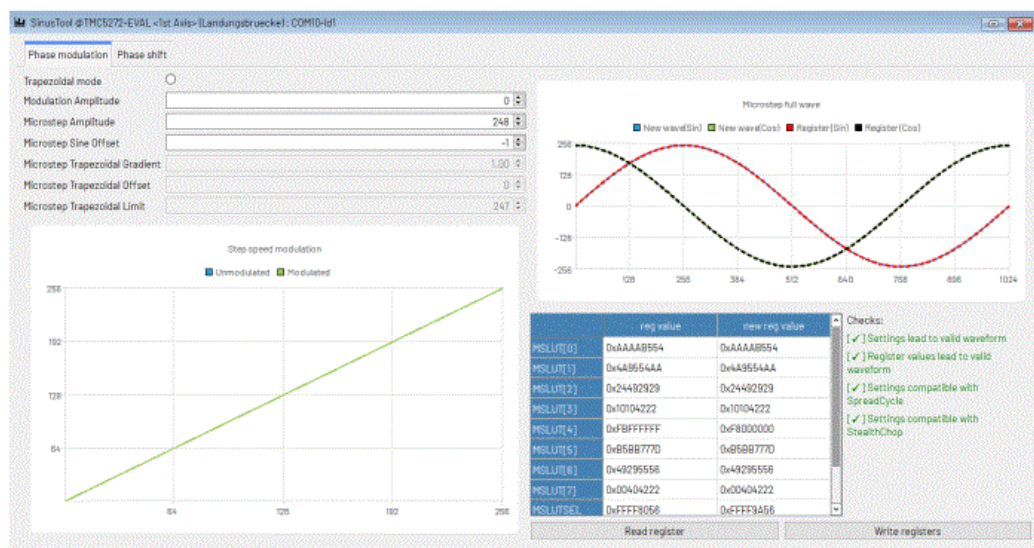 SinusTool @TMC5272-EVAL <1st Axis> (Landungsbruecke) : COM10-Id1
Phase modulation Phase shift
Trapezoidal mode
Modulation Amplitude 0
Microstep Amplitude 248
Microstep Sine Offset -1
Microstep Trapezoidal Gradient 1.00
Microstep Trapezoidal Offset 0
Microstep Trapezoidal Limit 247
Microstep full wave
New wave(Sin) New wave(Cos) Register(Sin) Register(Cos)
256
128
0
-128
-256
128 256 384 512 640 768 896 1024
Step speed modulation
Unmodulated Modulated
256
192
128
64
64 128 192 256
reg value new reg value
MSLUT[0] 0xAAAAB554 0xAAAAB554
MSLUT[1] 0x4A9554AA 0x4A9554AA
MSLUT[2] 0x24492929 0x24492929
MSLUT[3] 0x10104222 0x10104222
MSLUT[4] 0xFBFFFFFF 0xF8000000
MSLUT[5] 0xB5BB777D 0xB5BB777D
MSLUT[6] 0x49295556 0x49295556
MSLUT[7] 0x00404222 0x00404222
MSLUTSEL 0xFFFF8056 0xFFFF9A56
Checks:
[✓] Settings lead to valid waveform
[✓] Register values lead to valid
waveform
[✓] Settings compatible with
SpreadCycle
[✓] Settings compatible with
StealthChop
Read register Write registers